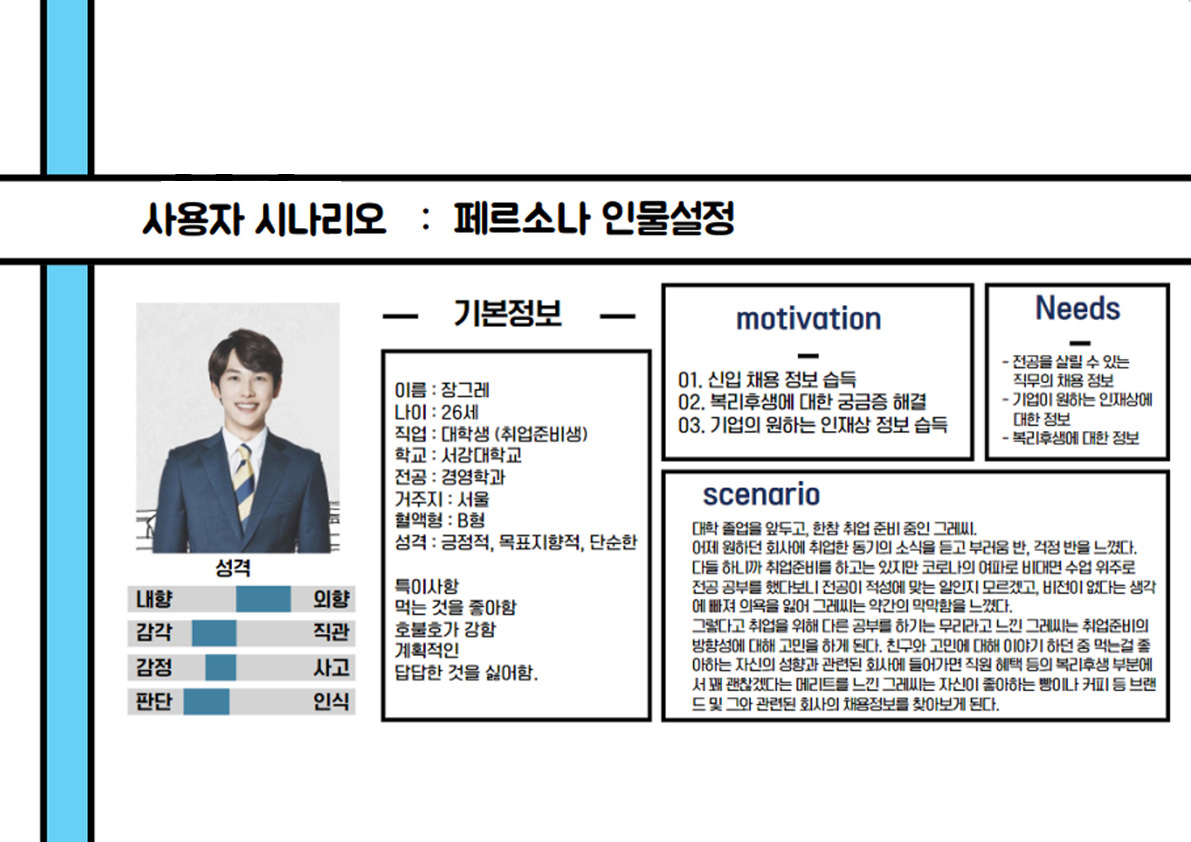 사용자 시나리오 : 페르소나 인물설정
성격
내향 외향
감각 직관
감정 사고
판단 인식
기본정보
이름 : 장그레
나이 : 26세
직업 : 대학생 (취업준비생)
학교 : 서강대학교
전공 : 경영학과
거주지 : 서울
혈액형 : B형
성격 : 긍정적, 목표지향적, 단순한
특이사항
먹는 것을 좋아함
호불호가 강함
계획적인
답답한 것을 싫어함.
motivation
01. 신입 채용 정보 습득
02. 복리후생에 대한 궁금증 해결
03. 기업의 원하는 인재상 정보 습득
Needs
- 전공을 살릴 수 있는
직무의 채용 정보
- 기업이 원하는 인재상에
대한 정보
- 복리후생에 대한 정보
scenario
대학 졸업을 앞두고, 한참 취업 준비 중인 그레씨.
어제 원하던 회사에 취업한 동기의 소식을 듣고 부러움 반, 걱정 반을 느꼈다.
다들 하니까 취업준비를 하고는 있지만 코로나의 여파로 비대면 수업 위주로
전공 공부를 했다보니 전공이 적성에 맞는 일인지 모르겠고, 비전이 없다는 생각
에 빠져 의욕을 잃어 그레씨는 약간의 막막함을 느꼈다.
그렇다고 취업을 위해 다른 공부를 하기는 무리라고 느낀 그레씨는 취업준비의
방향성에 대해 고민을 하게 된다. 친구와 고민에 대해 이야기 하던 중 먹는걸 좋
아하는 자신의 성향과 관련된 회사에 들어가면 직원 혜택 등의 복리후생 부분에
서 꽤 괜찮겠다는 메리트를 느낀 그레씨는 자신이 좋아하는 빵이나 커피 등 브랜
드 및 그와 관련된 회사의 채용정보를 찾아보게 된다.